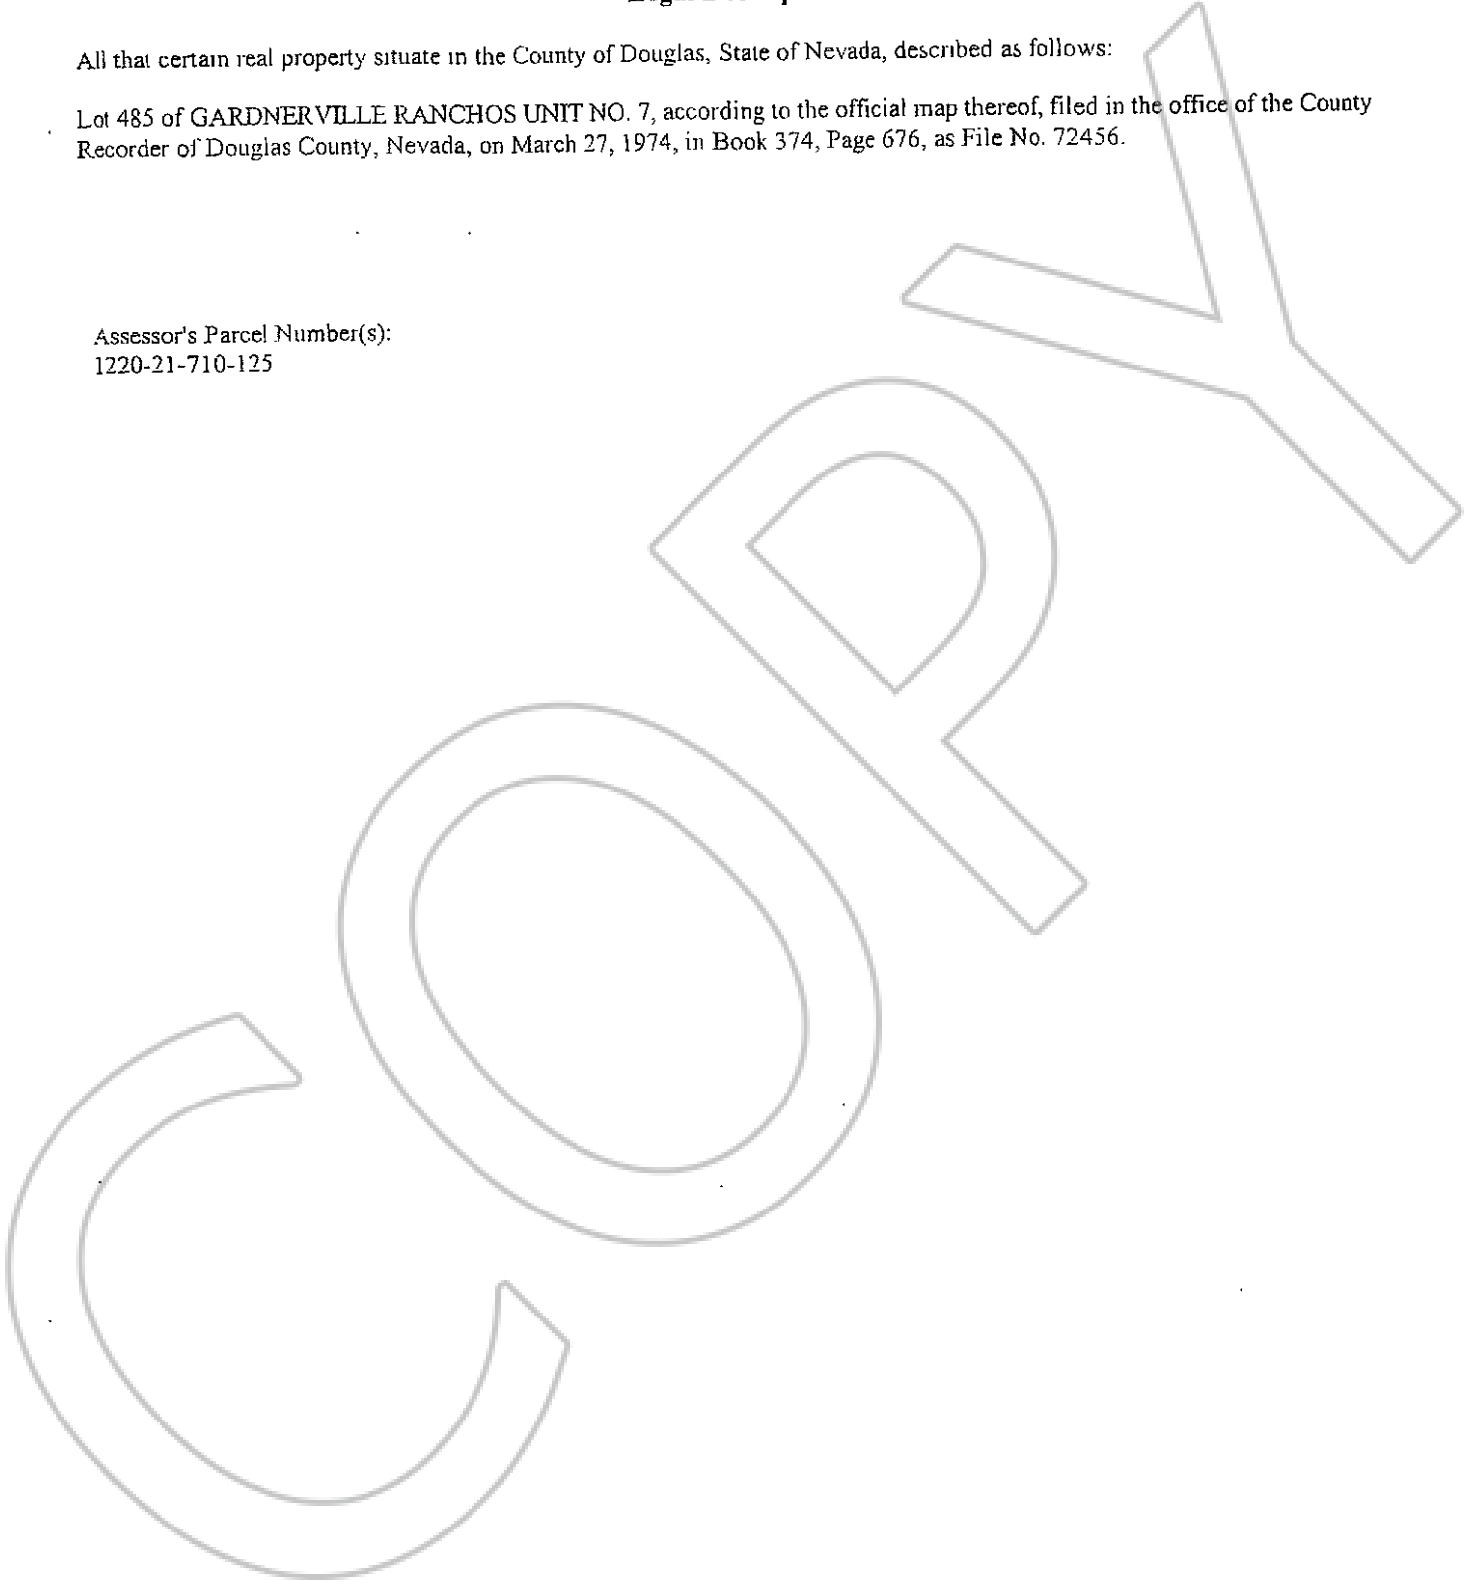 All that certain real property situate in the County of Douglas, State of Nevada, described as follows:
Lot 485 of GARDNERVILLE RANCHOS UNIT NO. 7, according to the official map thereof, filed in the office of the County
Recorder of Douglas County, Nevada, on March 27, 1974, in Book 374, Page 676, as File No. 72456.
Assessor's Parcel Number(s):
1220-21-710-125
COPY